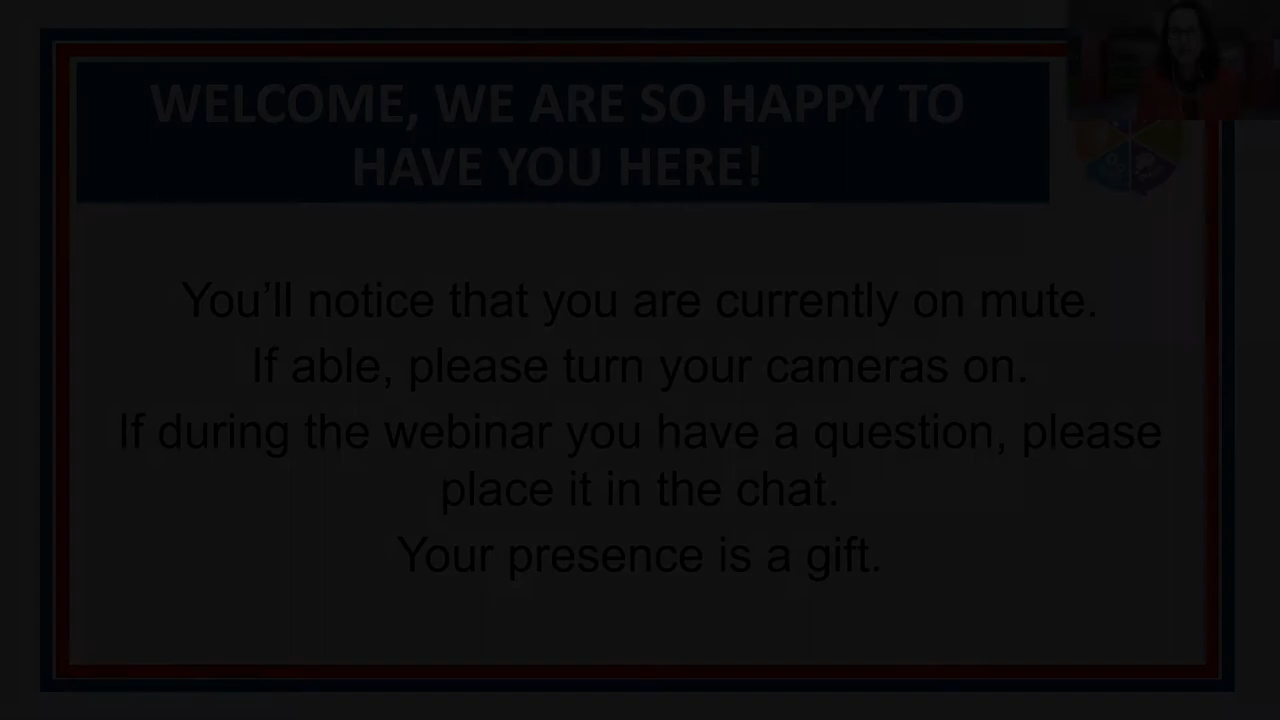 WELCOME, WE ARE SO HAPPY TO
HAVE YOU HERE!
You’ll notice that you are currently on mute.
If able, please turn your cameras on.
If during the webinar you have a question, please
place it in the chat.
Your presence is a gift.